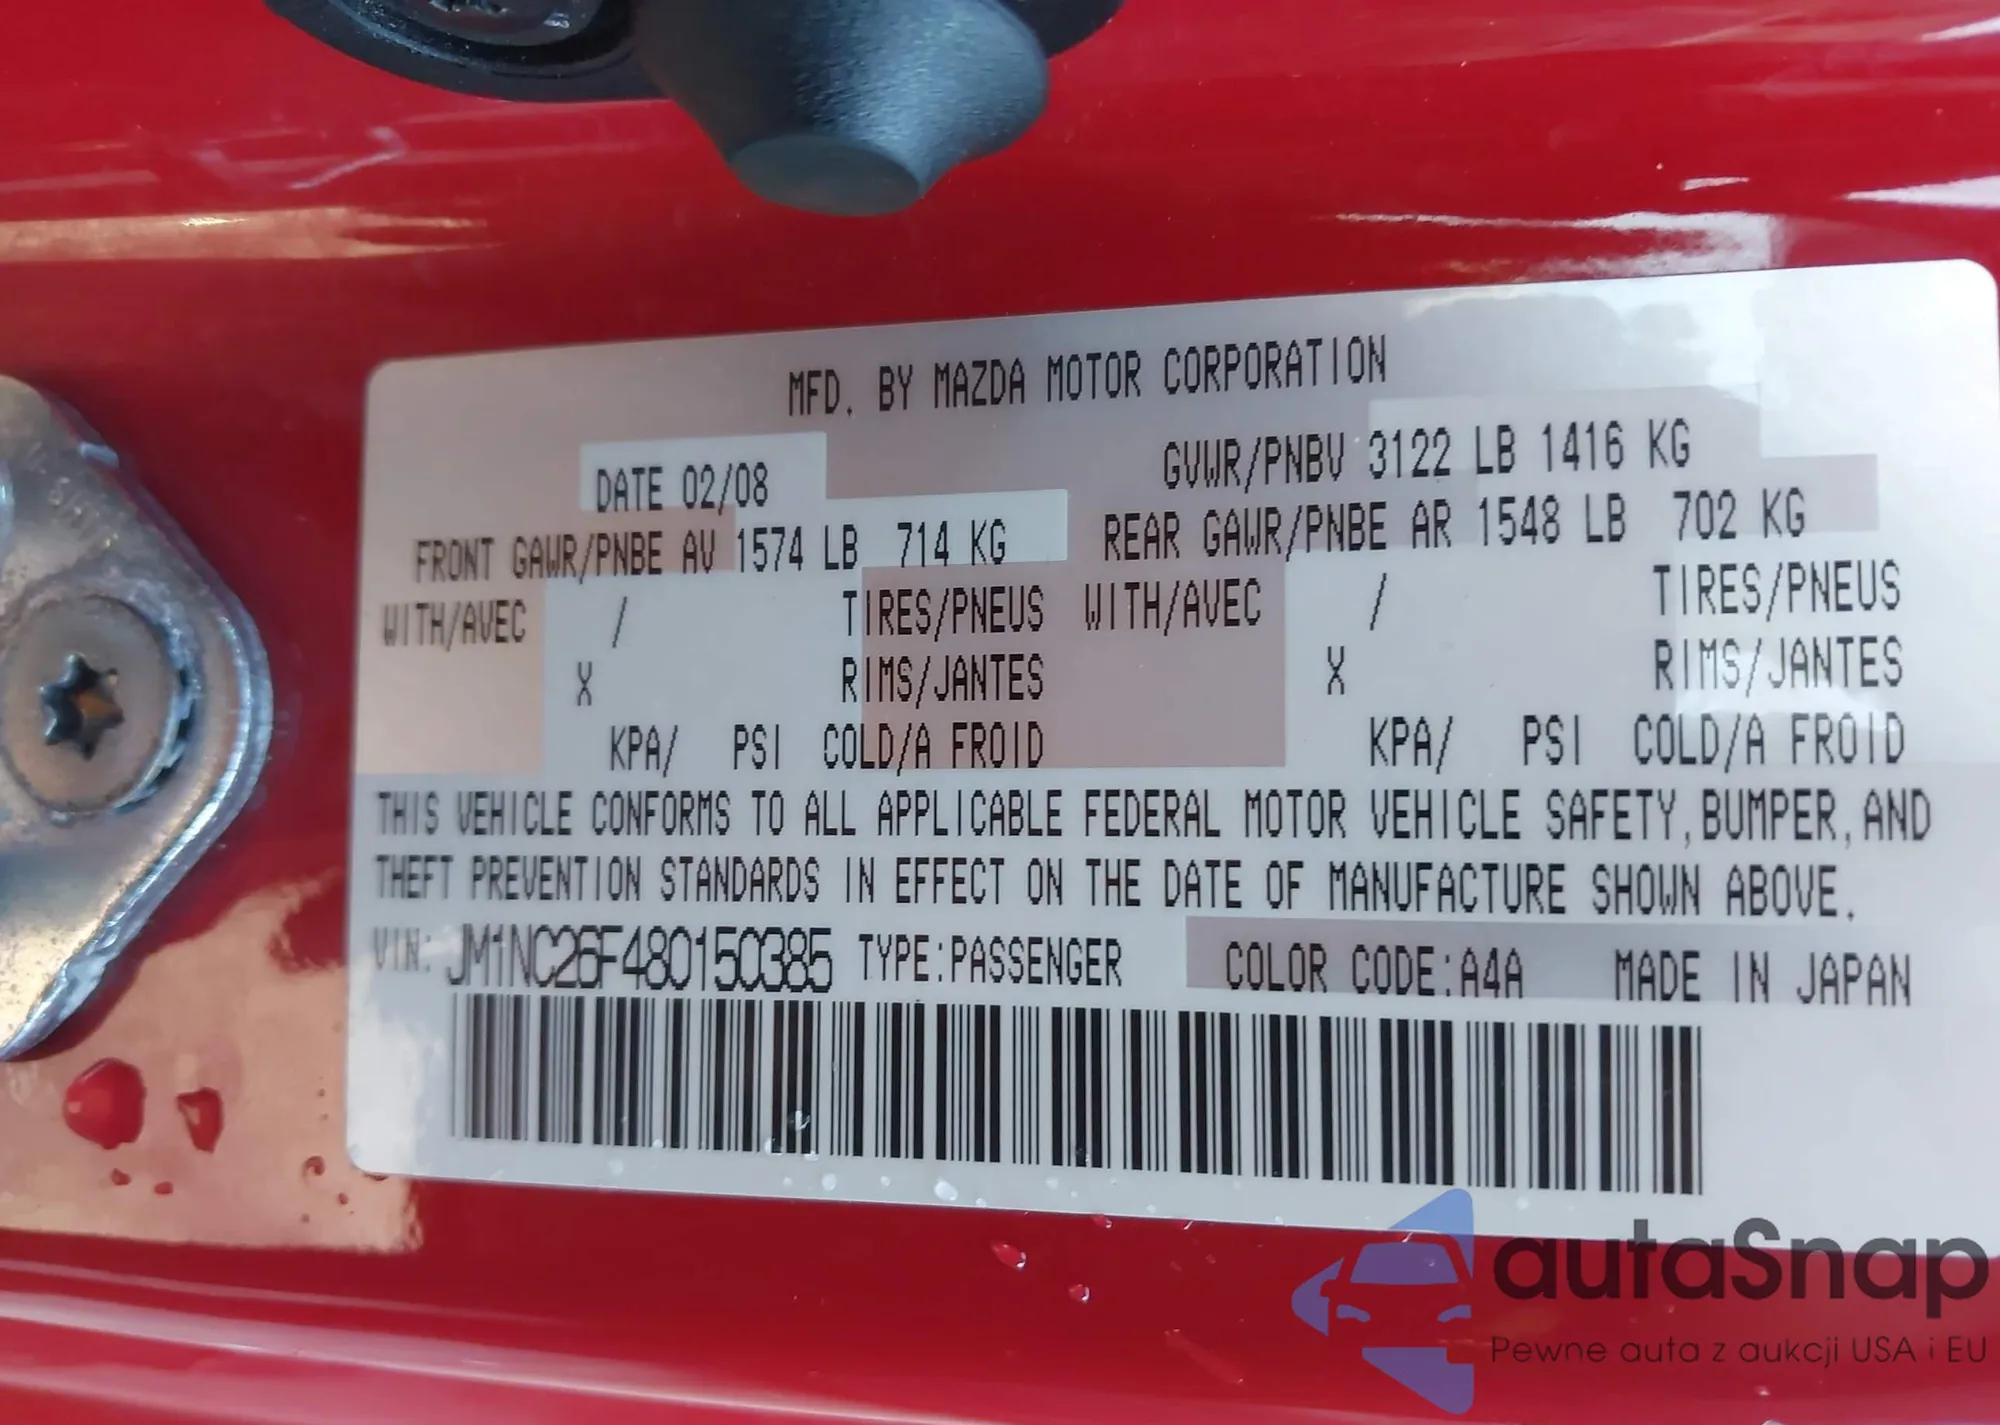 MFD. BY MAZDA MOTOR CORPORATION
DATE 02/08 GVWR/PNBV 3122 LB 1416 KG
FRONT GAWR/PNBE AV 1574 LB 714 KG REAR GAWR/PNBE AR 1548 LB 702 KG
WITH/AVEC / TIRES/PNEUS WITH/AVEC / TIRES/PNEUS
X RIMS/JANTES X RIMS/JANTES
KPA/ PSI COLD/A FROID KPA/ PSI COLD/A FROID
THIS VEHICLE CONFORMS TO ALL APPLICABLE FEDERAL MOTOR VEHICLE SAFETY, BUMPER, AND
THEFT PREVENTION STANDARDS IN EFFECT ON THE DATE OF MANUFACTURE SHOWN ABOVE.
VIN: JM1NC26F480150385 TYPE:PASSENGER COLOR CODE:A4A MADE IN JAPAN
autaSnap
Pewne auta z aukcji USA i EU